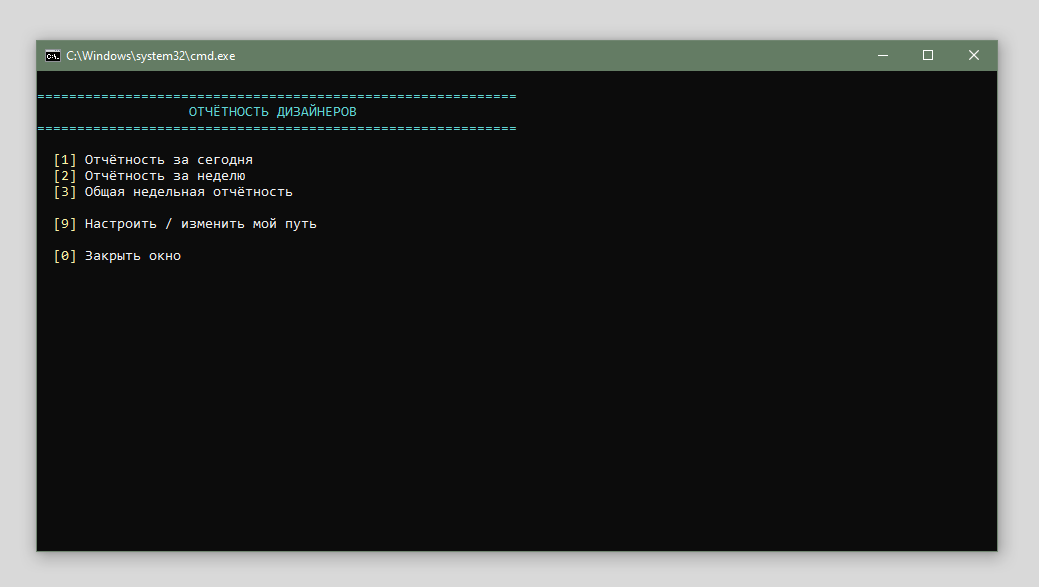 C:\Windows\system32\cmd.exe
============================================================
ОТЧЁТНОСТЬ ДИЗАЙНЕРОВ
============================================================
[1] Отчётность за сегодня
[2] Отчётность за неделю
[3] Общая недельная отчётность
[9] Настроить / изменить мой путь
[0] Закрыть окно